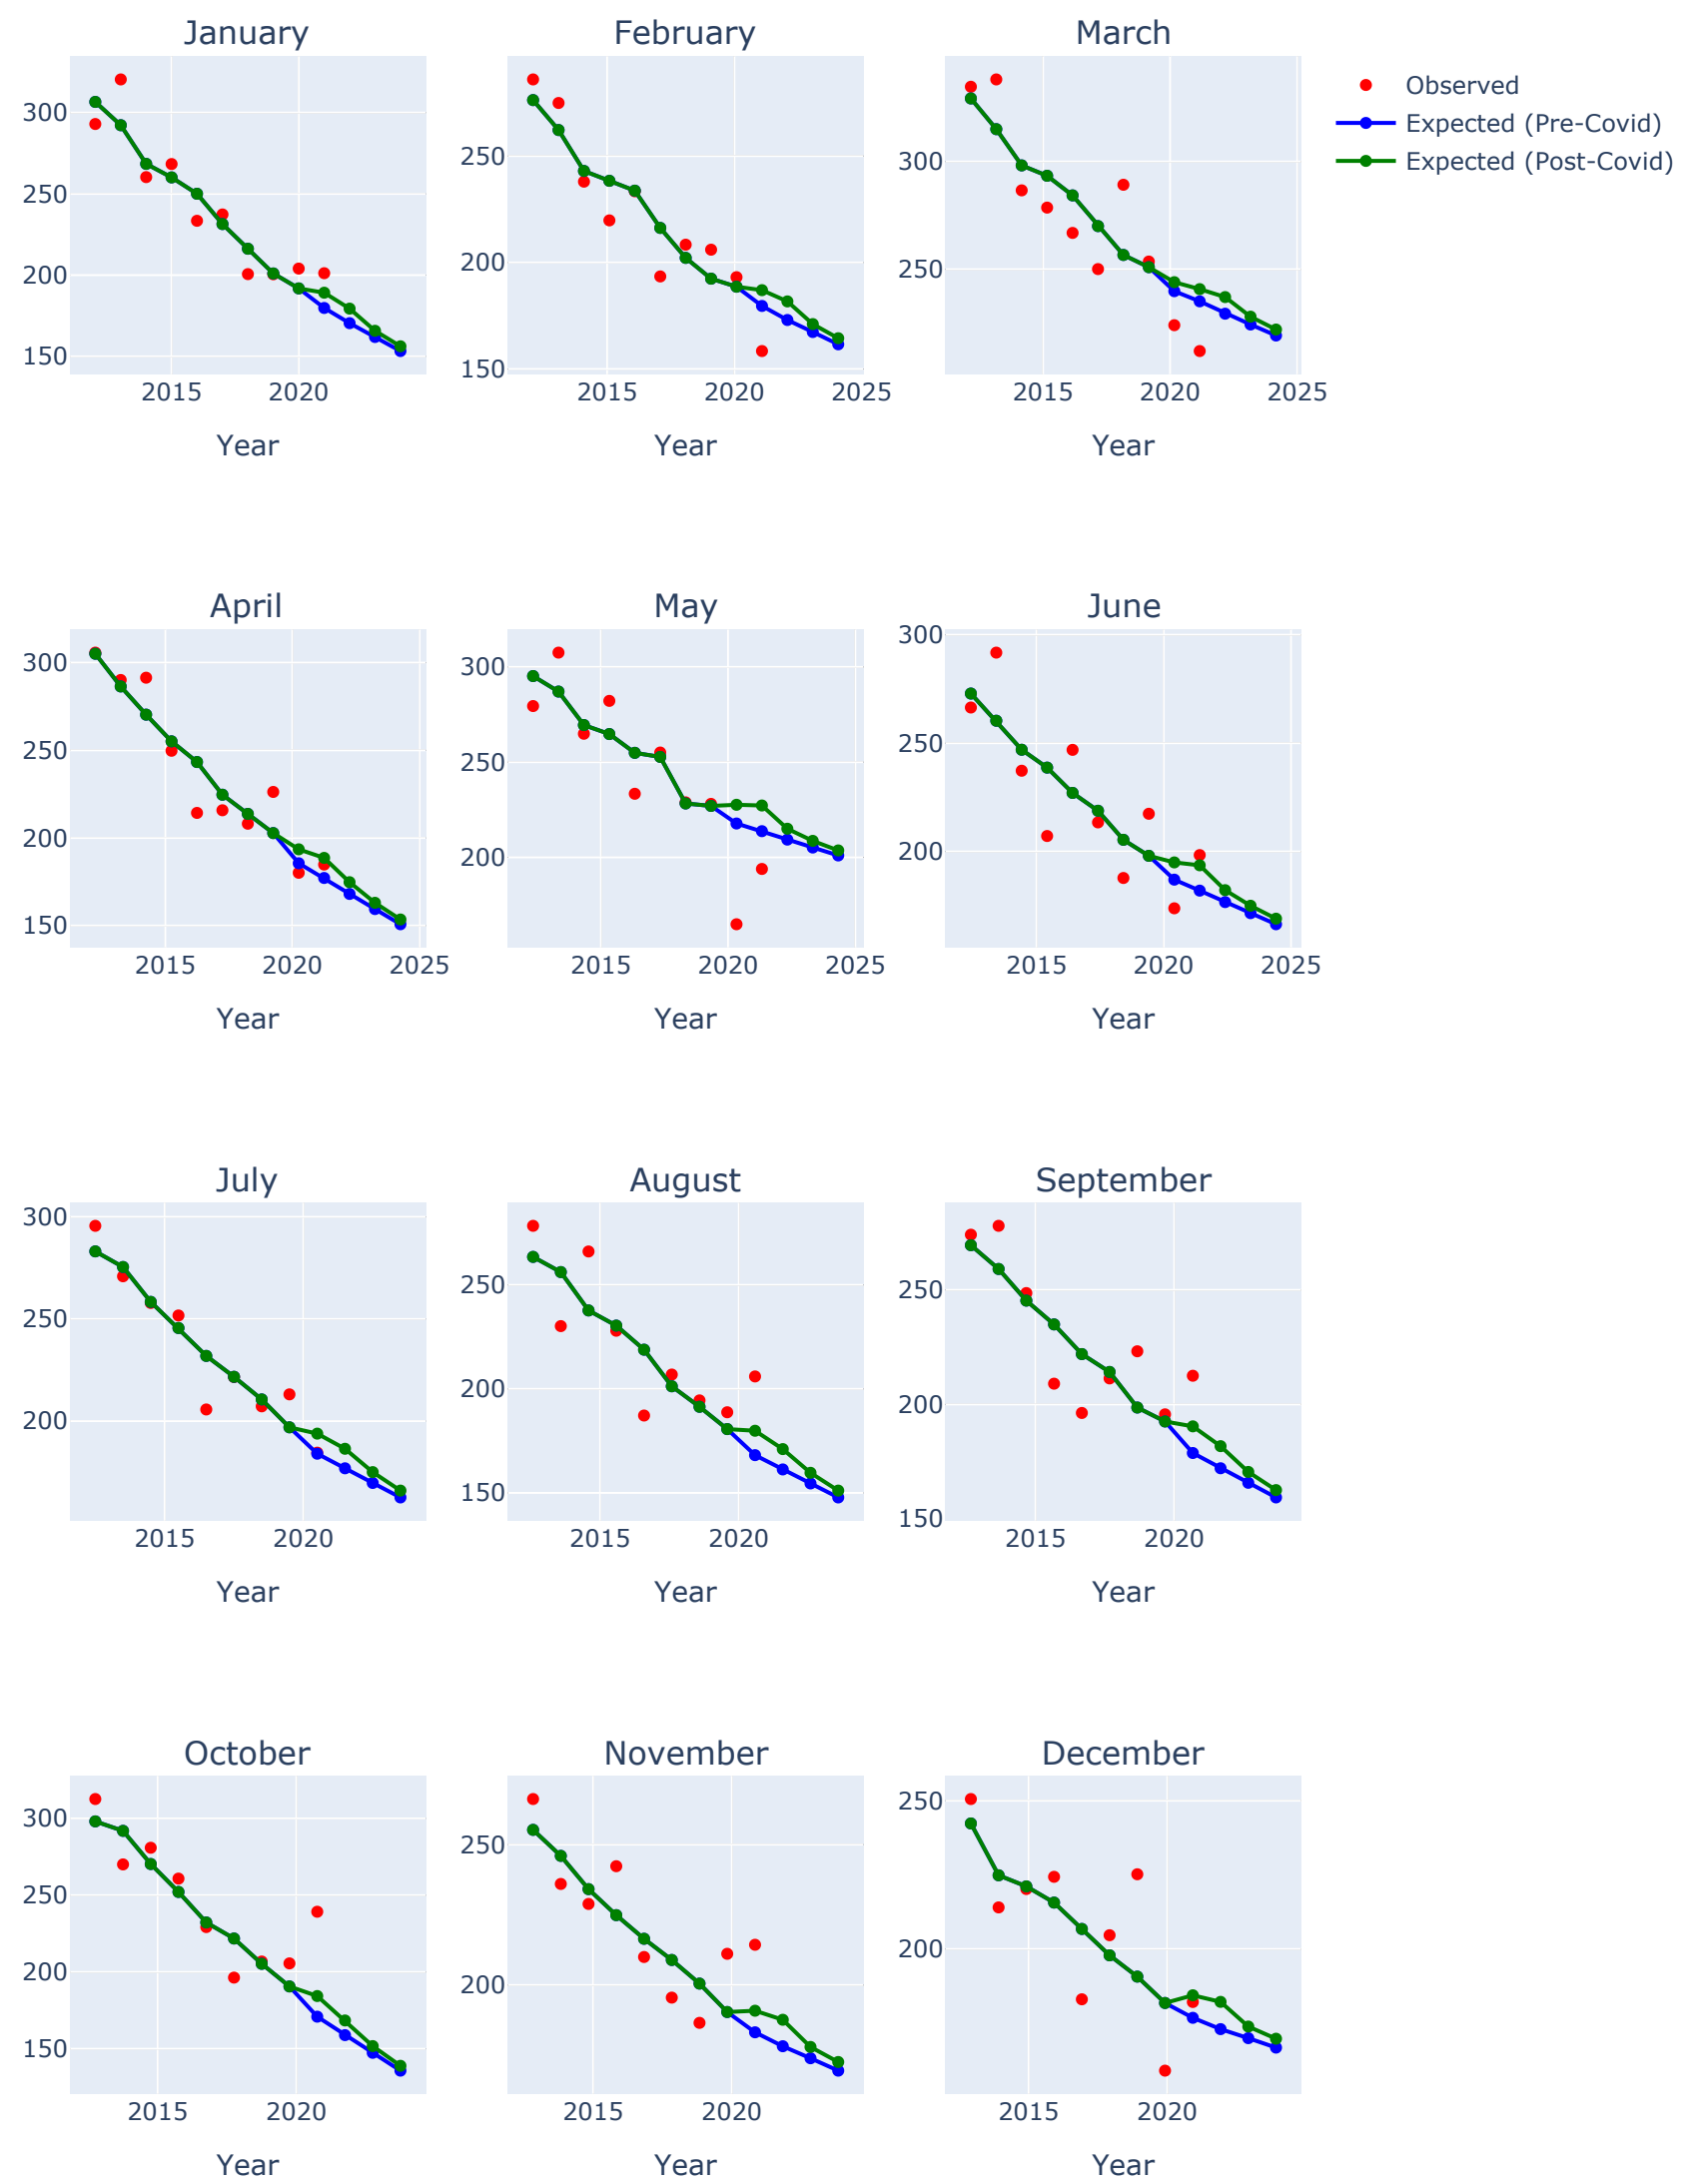 January February March
300
250
200
150
2015 2020
Year
250
200
150
2015 2020 2025
Year
300
250
2015 2020 2025
Year
Observed
Expected (Pre-Covid)
Expected (Post-Covid)
April May June
300
250
200
150
2015 2020 2025
Year
300
250
200
2015 2020 2025
Year
300
250
200
2015 2020 2025
Year
July August September
300
250
200
2015 2020
Year
250
200
150
2015 2020
Year
250
200
150
2015 2020
Year
October November December
300
250
200
150
2015 2020
Year
250
200
2015 2020
Year
250
200
2015 2020
Year